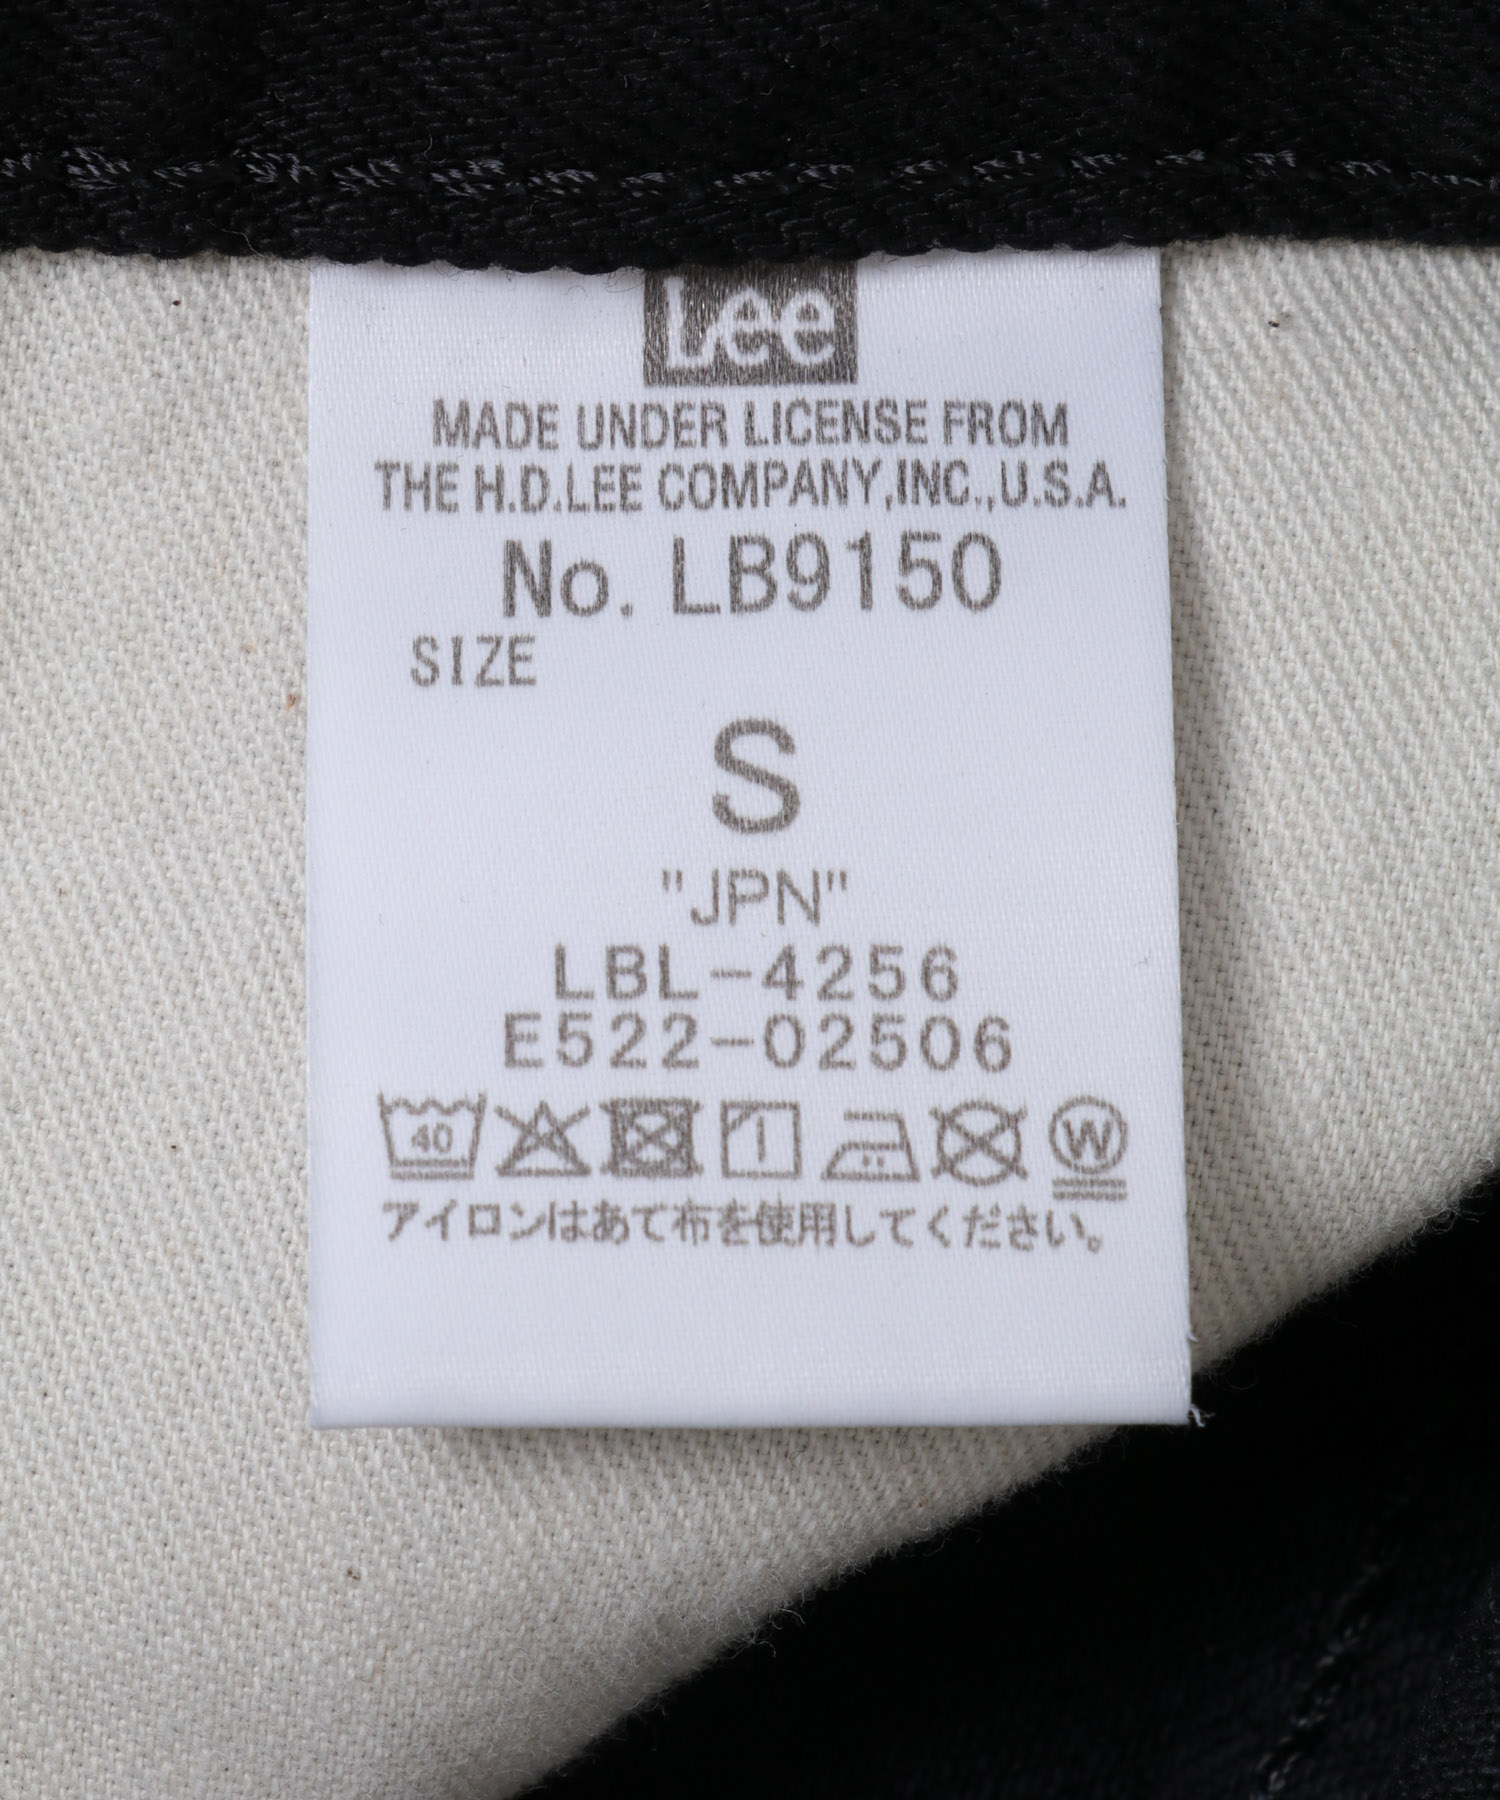 Lee
MADE UNDER LICENSE FROM
THE H.D.LEE COMPANY,INC.,U.S.A.
No. LB9150
SIZE
S
"JPN"
LBL-4256
E522-02506
40 W
アイロンはあて布を使用してください。